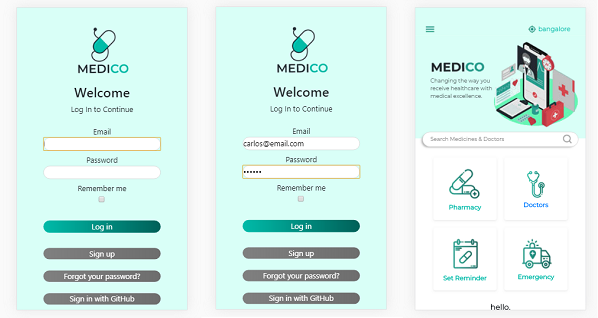 MEDICO
Welcome
Log In to Continue
Email
Password
Remember me
Log in
Sign up
Forgot your password?
Sign in with GitHub
MEDICO
Welcome
Log In to Continue
Email
carlos@email.com
Password
••••••
Remember me
Log in
Sign up
Forgot your password?
Sign in with GitHub
bangalore
MEDICO
Changing the way you
receive healthcare with
medical excellence.
Search Medicines & Doctors
Pharmacy
Doctors
Set Reminder
Emergency
hello.